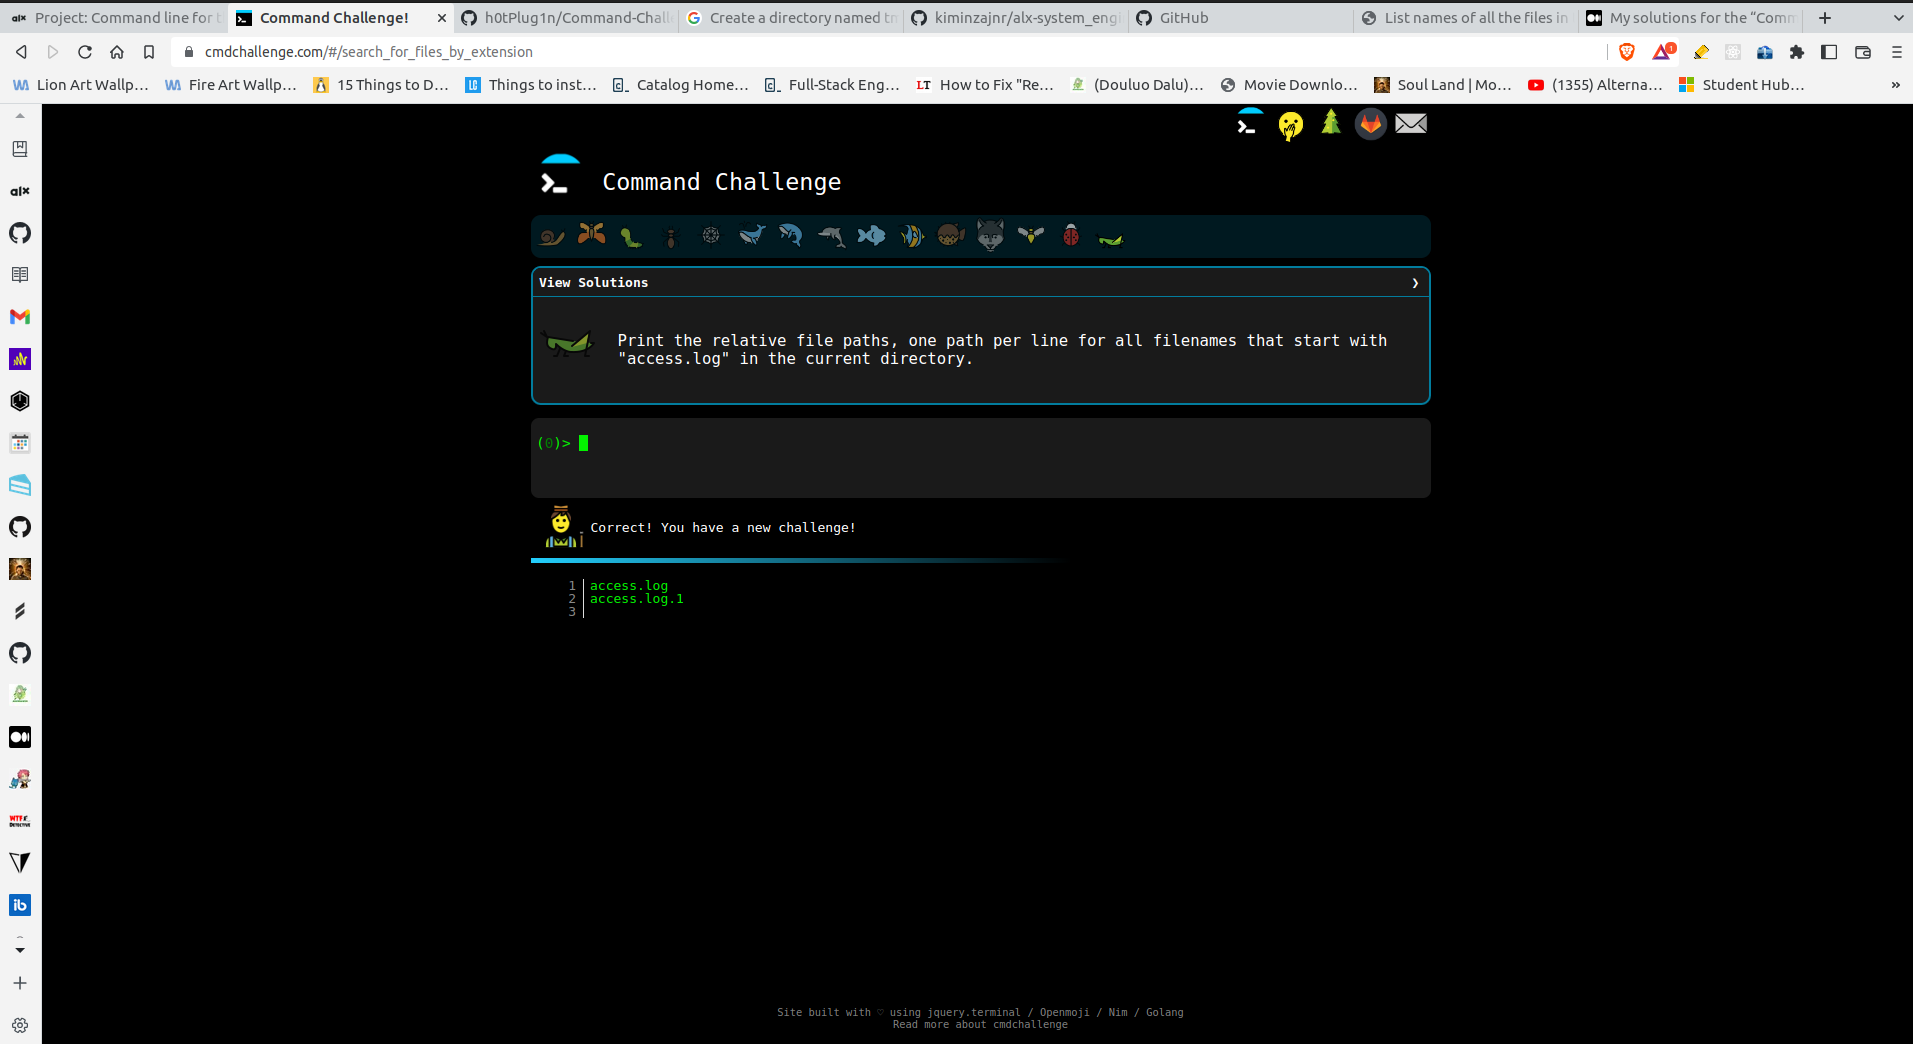 Project: Command line for t
Command Challenge!
h0tPlug1n/Command-Chall
Create a directory named tm
kiminzajnr/alx-system_engi
GitHub
List names of all the files in
My solutions for the “Comm
cmdchallenge.com/#/search_for_files_by_extension
1
Lion Art Wallp...
Fire Art Wallp...
15 Things to D...
Things to inst...
Catalog Home...
Full-Stack Eng...
How to Fix "Re...
(Douluo Dalu)...
Movie Downlo...
Soul Land | Mo...
(1355) Alterna...
Student Hub...
»
Command Challenge
View Solutions ❯
Print the relative file paths, one path per line for all filenames that start with
"access.log" in the current directory.
(0)>
Correct! You have a new challenge!
1 access.log
2 access.log.1
3
Site built with ♡ using jquery.terminal / Openmoji / Nim / Golang
Read more about cmdchallenge